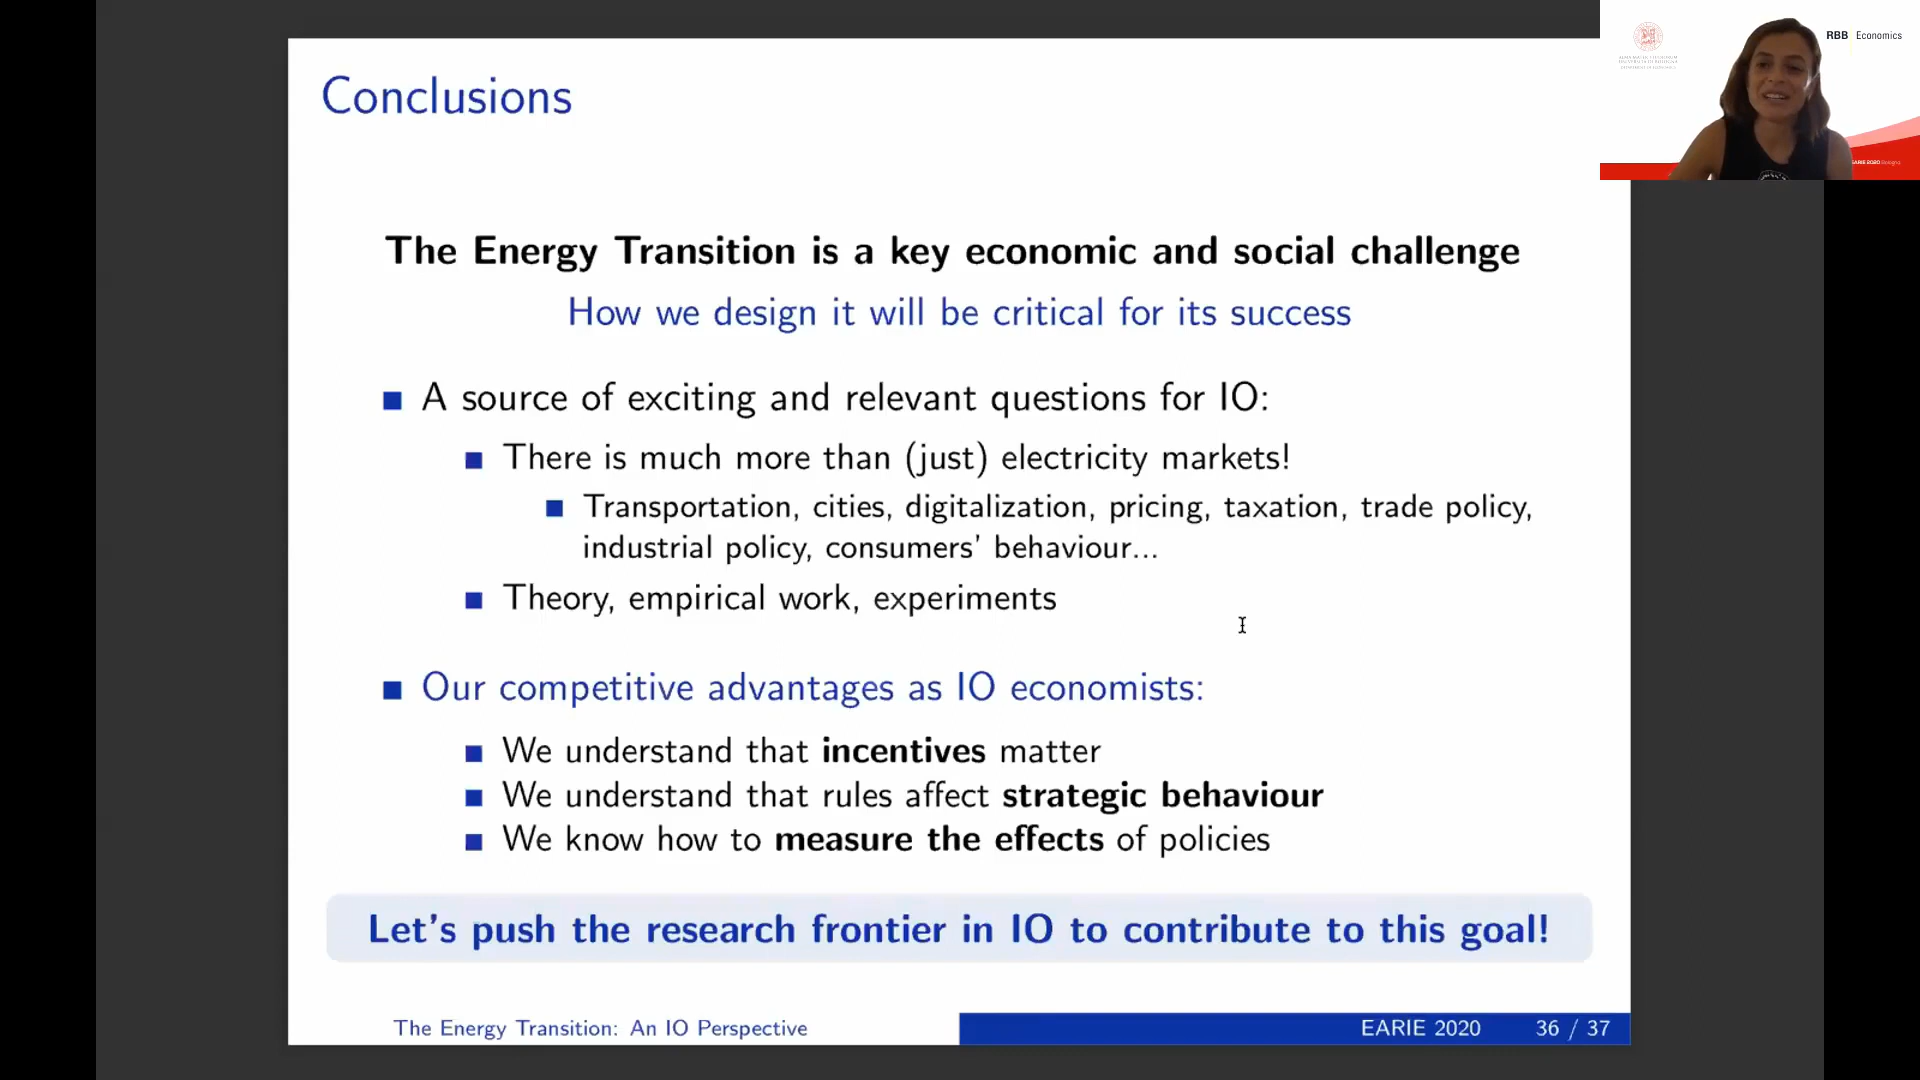 Conclusions
RBB Economics
EARIE 2020 Bologna
The Energy Transition is a key economic and social challenge
How we design it will be critical for its success
A source of exciting and relevant questions for IO:
There is much more than (just) electricity markets!
Transportation, cities, digitalization, pricing, taxation, trade policy,
industrial policy, consumers' behaviour...
Theory, empirical work, experiments
Our competitive advantages as IO economists:
We understand that incentives matter
We understand that rules affect strategic behaviour
We know how to measure the effects of policies
Let's push the research frontier in IO to contribute to this goal!
The Energy Transition: An IO Perspective
EARIE 2020 36 / 37